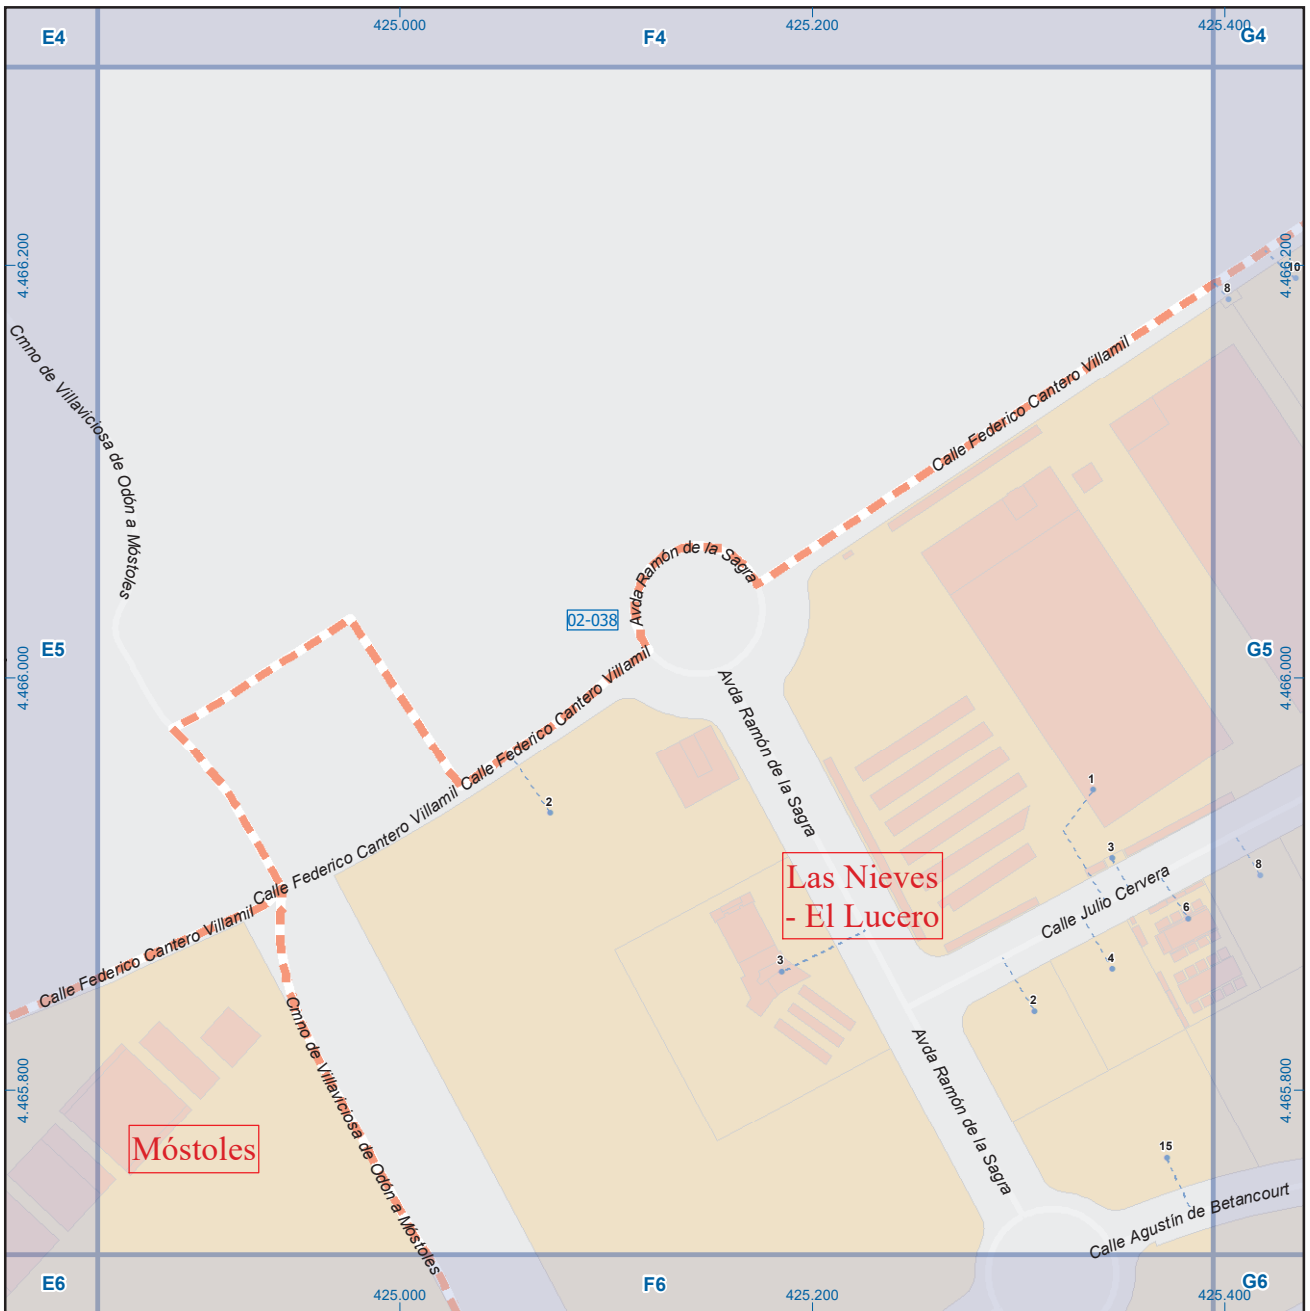 425.000
425.200
425.400
E4
F4
G4
4.466.200
4.466.200
10
8
Cmno de Villaviciosa de Odón a Móstoles
Calle Federico Cantero Villamil
Avda Ramón de la Sagra
02-038
E5
G5
4.466.000
4.466.000
Calle Federico Cantero Villamil
Avda Ramón de la Sagra
Calle Federico Cantero Villamil
2
1
3
8
Las Nieves
- El Lucero
Calle Julio Cervera
6
Calle Federico Cantero Villamil
3
4
2
Cmno de Villaviciosa de Odón a Móstoles
Avda Ramón de la Sagra
4.465.800
4.465.800
Móstoles
15
Calle Agustín de Betancourt
E6
F6
G6
425.000
425.200
425.400